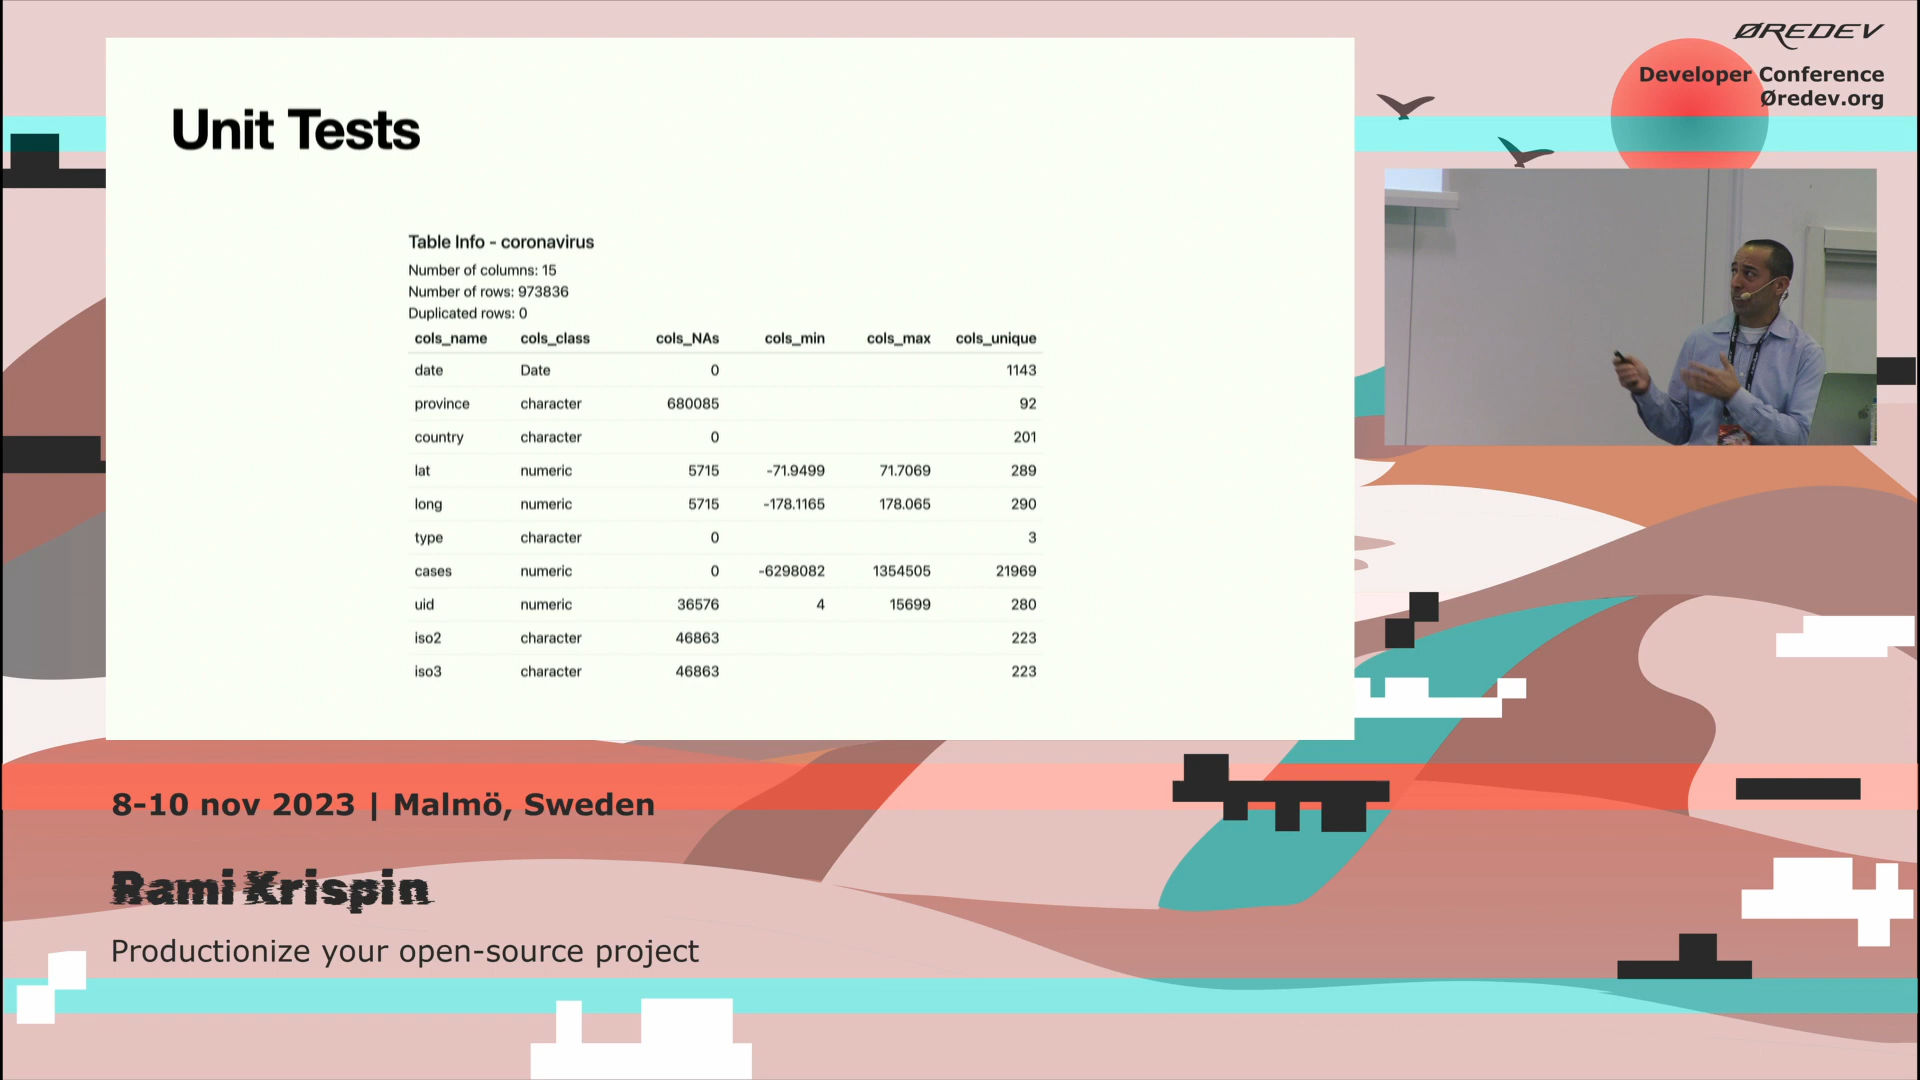 Unit Tests
Table Info - coronavirus
Number of columns: 15
Number of rows: 973836
Duplicated rows: 0
cols_name cols_class cols_NAs cols_min cols_max cols_unique
date Date 0 1143
province character 680085 92
country character 0 201
lat numeric 5715 -71.9499 71.7069 289
long numeric 5715 -178.1165 178.065 290
type character 0 3
cases numeric 0 -6298082 1354505 21969
uid numeric 36576 4 15699 280
iso2 character 46863 223
iso3 character 46863 223
ØREDEV
Developer Conference
Øredev.org
8-10 nov 2023 | Malmö, Sweden
Rami Krispin
Productionize your open-source project